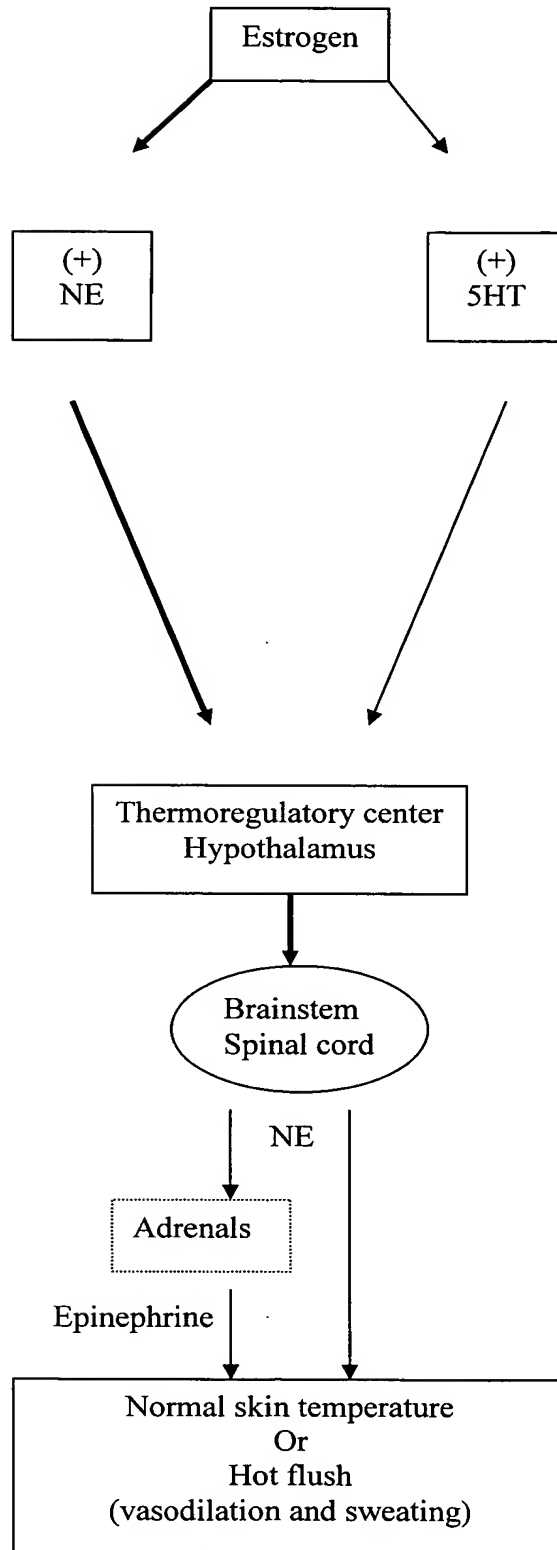 Estrogen
(+)
NE
(+)
5HT
Thermoregulatory center
Hypothalamus
Brainstem
Spinal cord
NE
Adrenals
Epinephrine
Normal skin temperature
Or
Hot flush
(vasodilation and sweating)